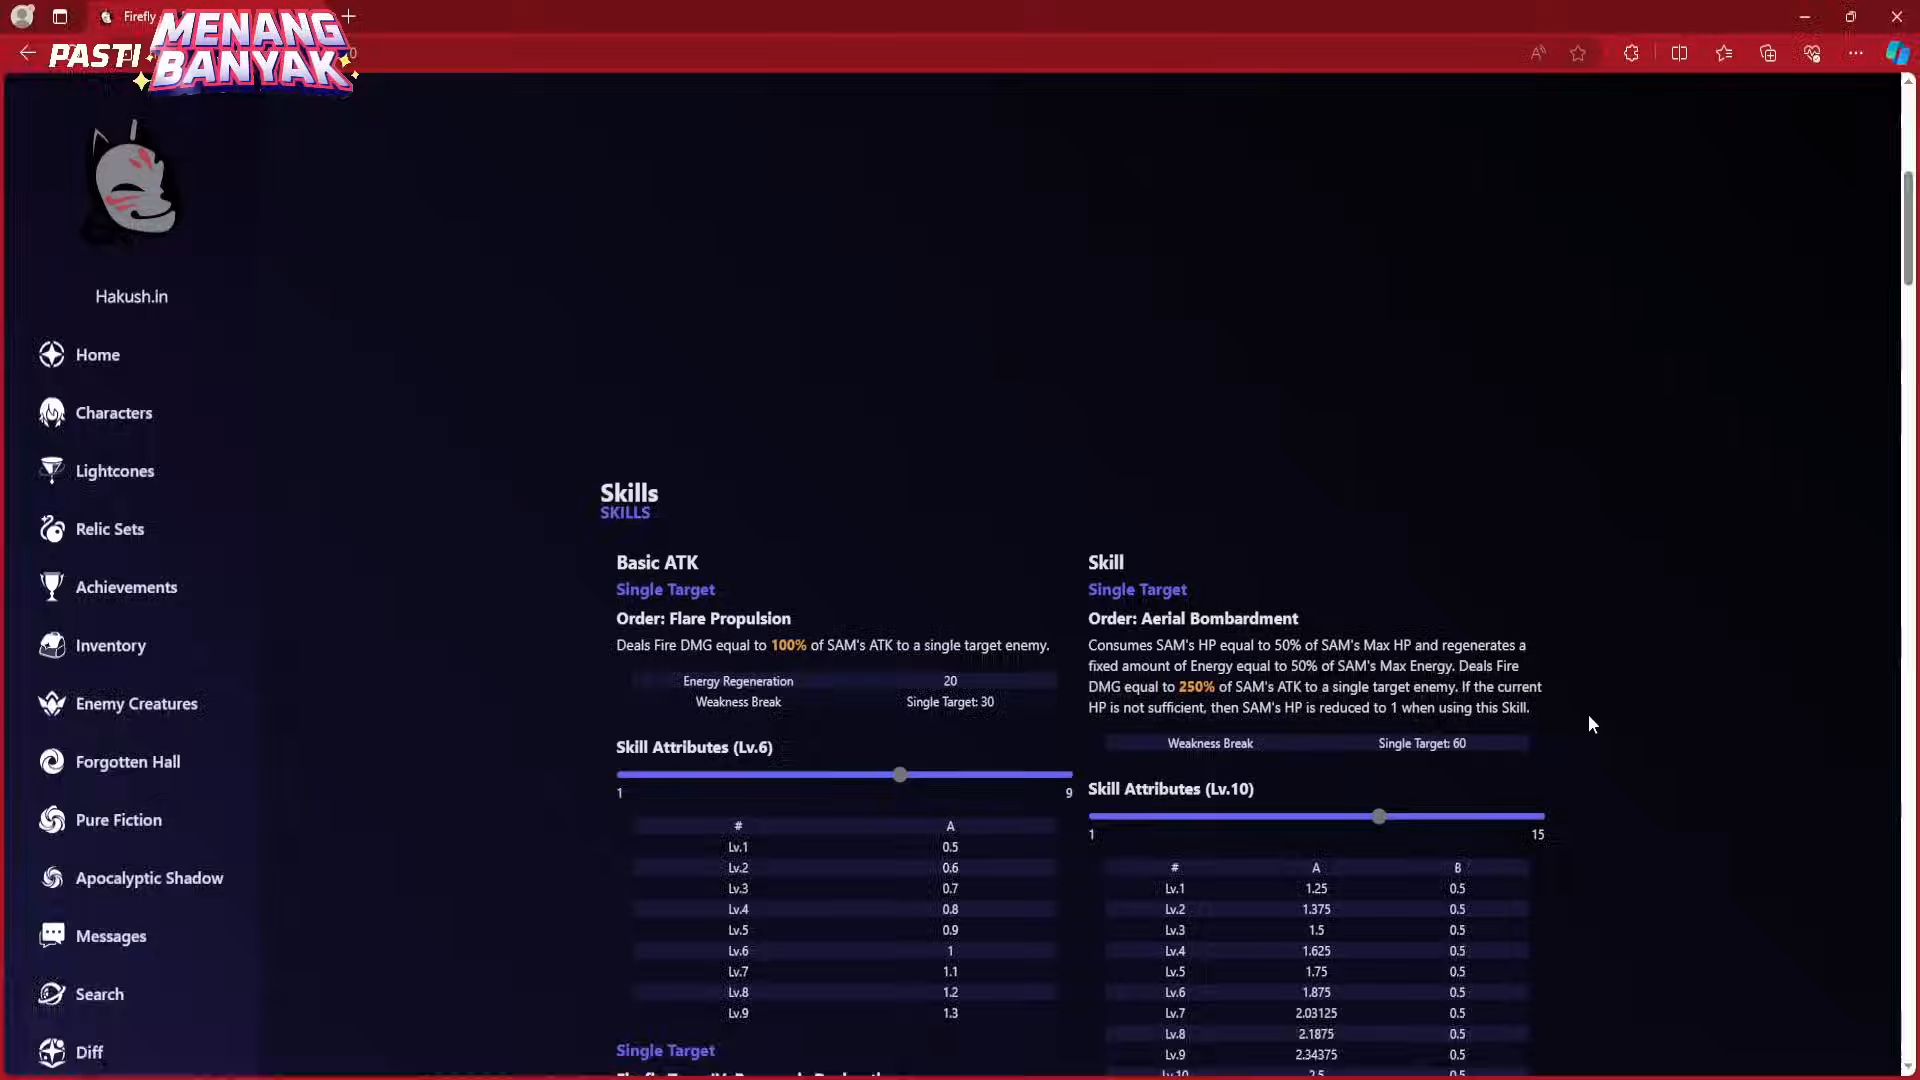 Firefly
PASTI MENANG BANYAK
Hakush.in
Home
Characters
Lightcones
Relic Sets
Achievements
Inventory
Enemy Creatures
Forgotten Hall
Pure Fiction
Apocalyptic Shadow
Messages
Search
Diff
Skills
SKILLS
Basic ATK
Single Target
Order: Flare Propulsion
Deals Fire DMG equal to 100% of SAM's ATK to a single target enemy.
Energy Regeneration 20
Weakness Break Single Target: 30
Skill Attributes (Lv.6)
1 9
# A
Lv.1 0.5
Lv.2 0.6
Lv.3 0.7
Lv.4 0.8
Lv.5 0.9
Lv.6 1
Lv.7 1.1
Lv.8 1.2
Lv.9 1.3
Single Target
Skill
Single Target
Order: Aerial Bombardment
Consumes SAM's HP equal to 50% of SAM's Max HP and regenerates a
fixed amount of Energy equal to 50% of SAM's Max Energy. Deals Fire
DMG equal to 250% of SAM's ATK to a single target enemy. If the current
HP is not sufficient, then SAM's HP is reduced to 1 when using this Skill.
Weakness Break Single Target: 60
Skill Attributes (Lv.10)
1 15
# A B
Lv.1 1.25 0.5
Lv.2 1.375 0.5
Lv.3 1.5 0.5
Lv.4 1.625 0.5
Lv.5 1.75 0.5
Lv.6 1.875 0.5
Lv.7 2.03125 0.5
Lv.8 2.1875 0.5
Lv.9 2.34375 0.5
Lv.10 2.5 0.5